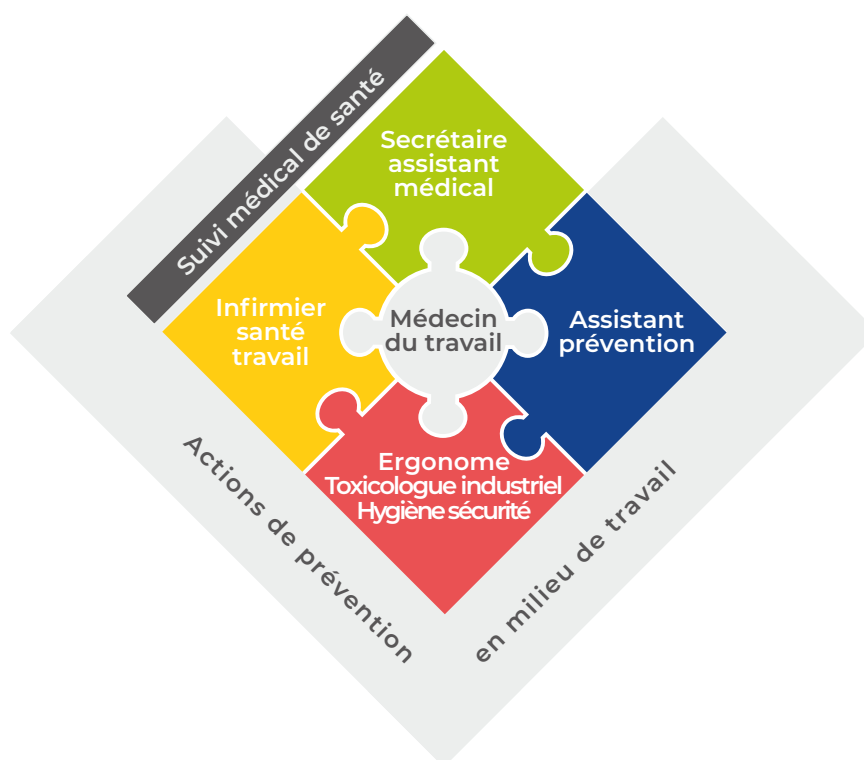 Suivi médical de santé
Secrétaire
assistant
médical
Infirmier
santé
travail
Médecin
du travail
Assistant
prévention
Ergonome
Toxicologue industriel
Hygiène sécurité
Actions de prévention
en milieu de travail